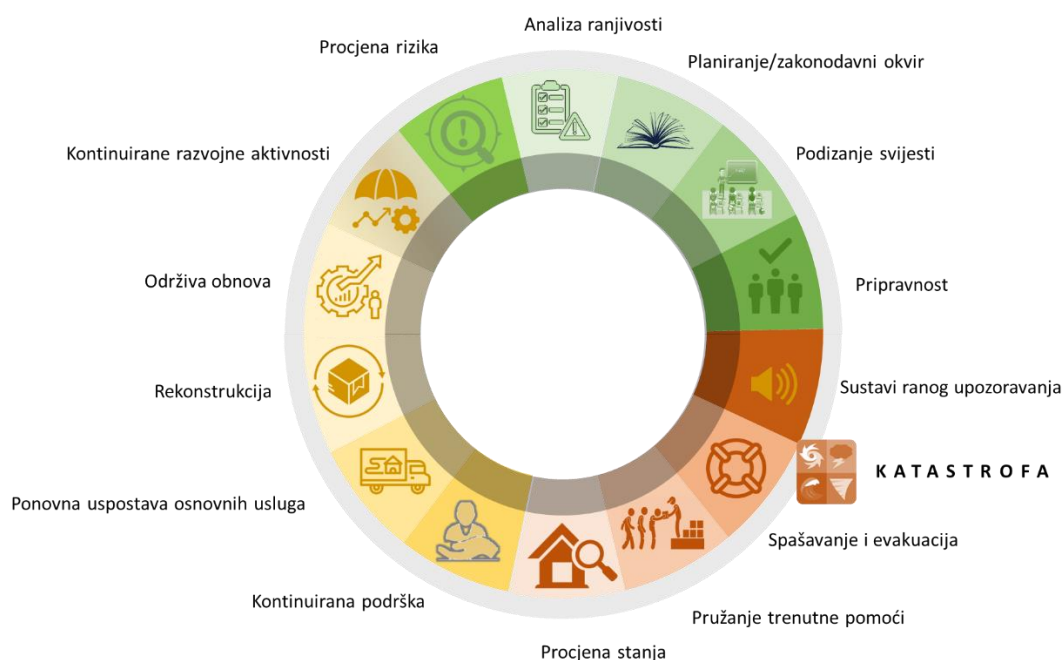 Analiza ranjivosti
Procjena rizika
Planiranje/zakonodavni okvir
Kontinuirane razvojne aktivnosti
Podizanje svijesti
Održiva obnova
Pripravnost
Rekonstrukcija
Sustavi ranog upozoravanja
KATASTROFA
Ponovna uspostava osnovnih usluga
Spašavanje i evakuacija
Kontinuirana podrška
Pružanje trenutne pomoći
Procjena stanja